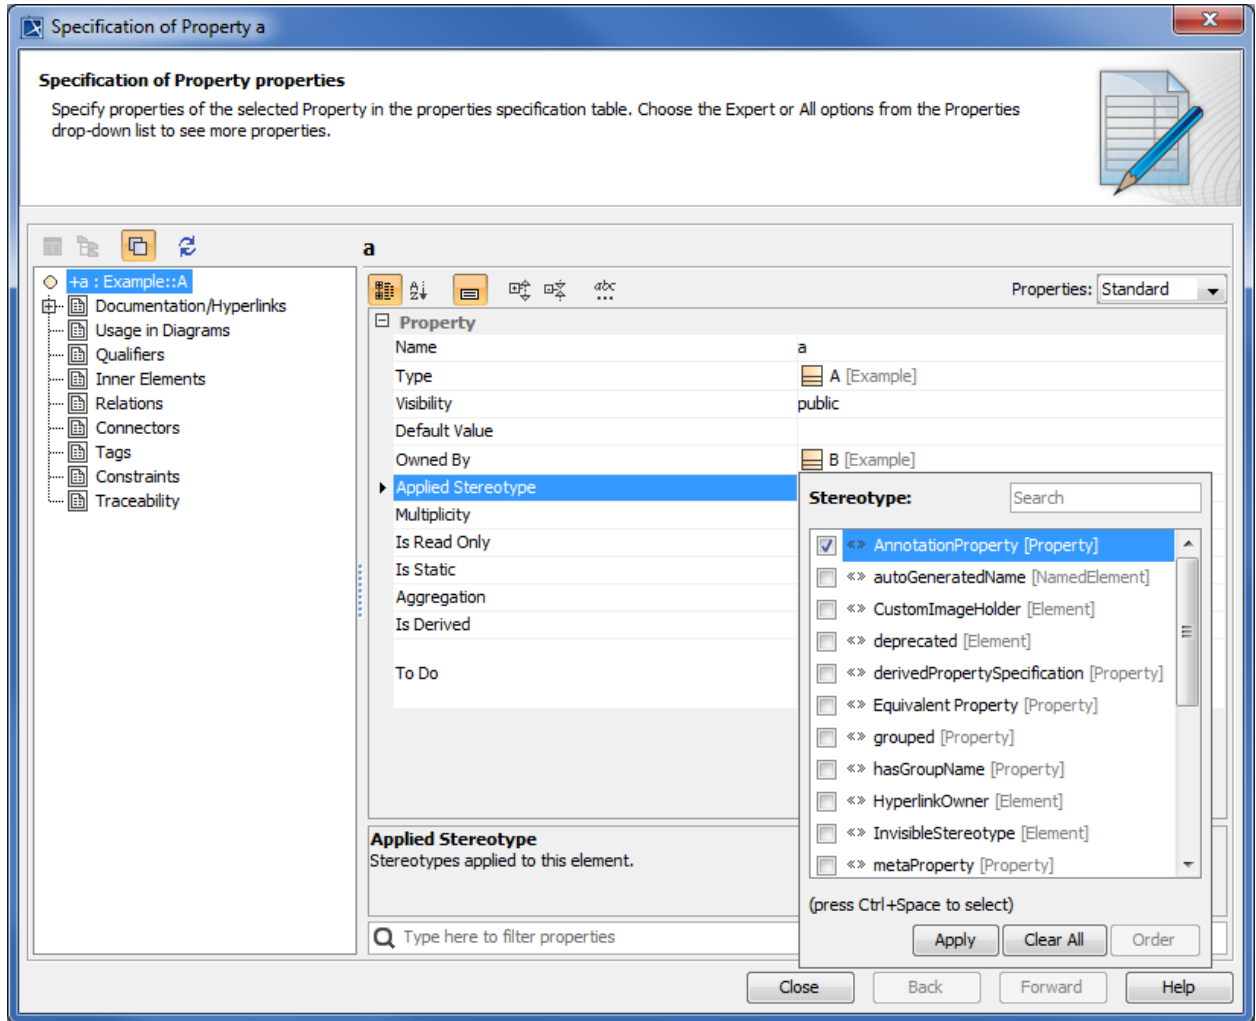 Specification of Property a
Specification of Property properties
Specify properties of the selected Property in the properties specification table. Choose the Expert or All options from the Properties
drop-down list to see more properties.
a
+a : Example::A
Documentation/Hyperlinks
Usage in Diagrams
Qualifiers
Inner Elements
Relations
Connectors
Tags
Constraints
Traceability
Properties: Standard
Property
Name a
Type A [Example]
Visibility public
Default Value
Owned By B [Example]
Applied Stereotype
Multiplicity
Is Read Only
Is Static
Aggregation
Is Derived
To Do
Stereotype: Search
«» AnnotationProperty [Property]
«» autoGeneratedName [NamedElement]
«» CustomImageHolder [Element]
«» deprecated [Element]
«» derivedPropertySpecification [Property]
«» Equivalent Property [Property]
«» grouped [Property]
«» hasGroupName [Property]
«» HyperlinkOwner [Element]
«» InvisibleStereotype [Element]
«» metaProperty [Property]
(press Ctrl+Space to select)
Apply Clear All Order
Applied Stereotype
Stereotypes applied to this element.
Type here to filter properties
Close Back Forward Help